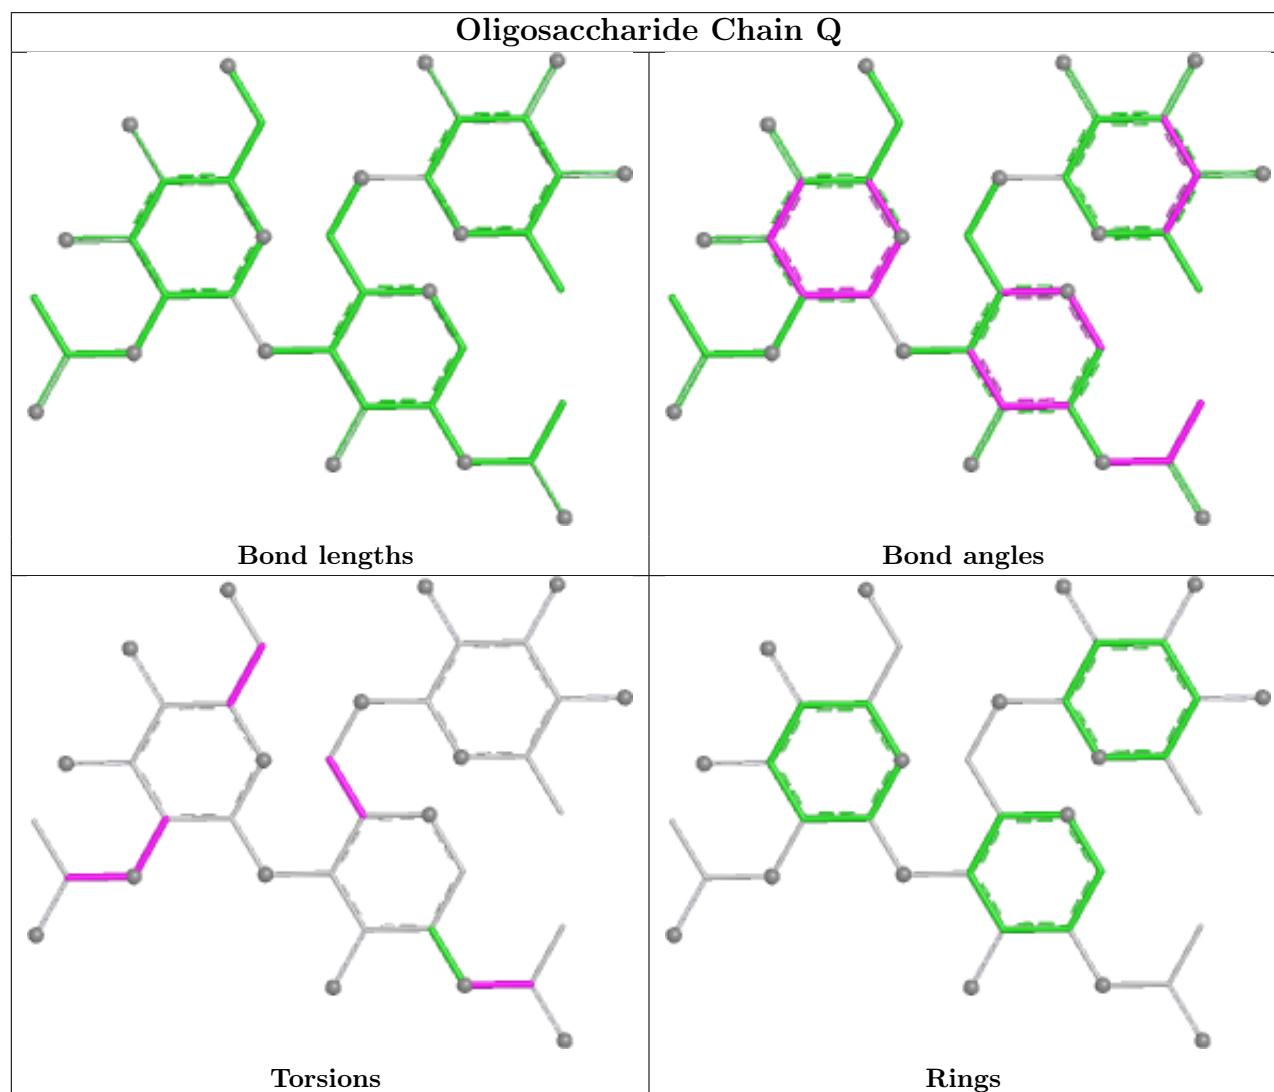 Oligosaccharide Chain Q
Bond lengths
Bond angles
Torsions
Rings